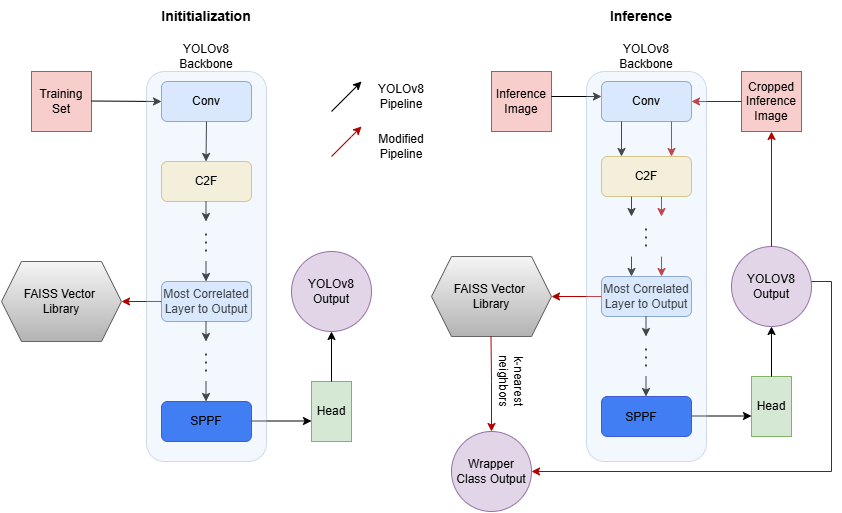 Inititialization
YOLOv8
Backbone
Training
Set
Conv
C2F
FAISS Vector
Library
Most Correlated
Layer to Output
YOLOv8
Output
SPPF
Head
YOLOv8
Pipeline
Modified
Pipeline
Inference
YOLOv8
Backbone
Inference
Image
Conv
Cropped
Inference
Image
C2F
FAISS Vector
Library
Most Correlated
Layer to Output
YOLOV8
Output
k-nearest
neighbors
SPPF
Head
Wrapper
Class Output